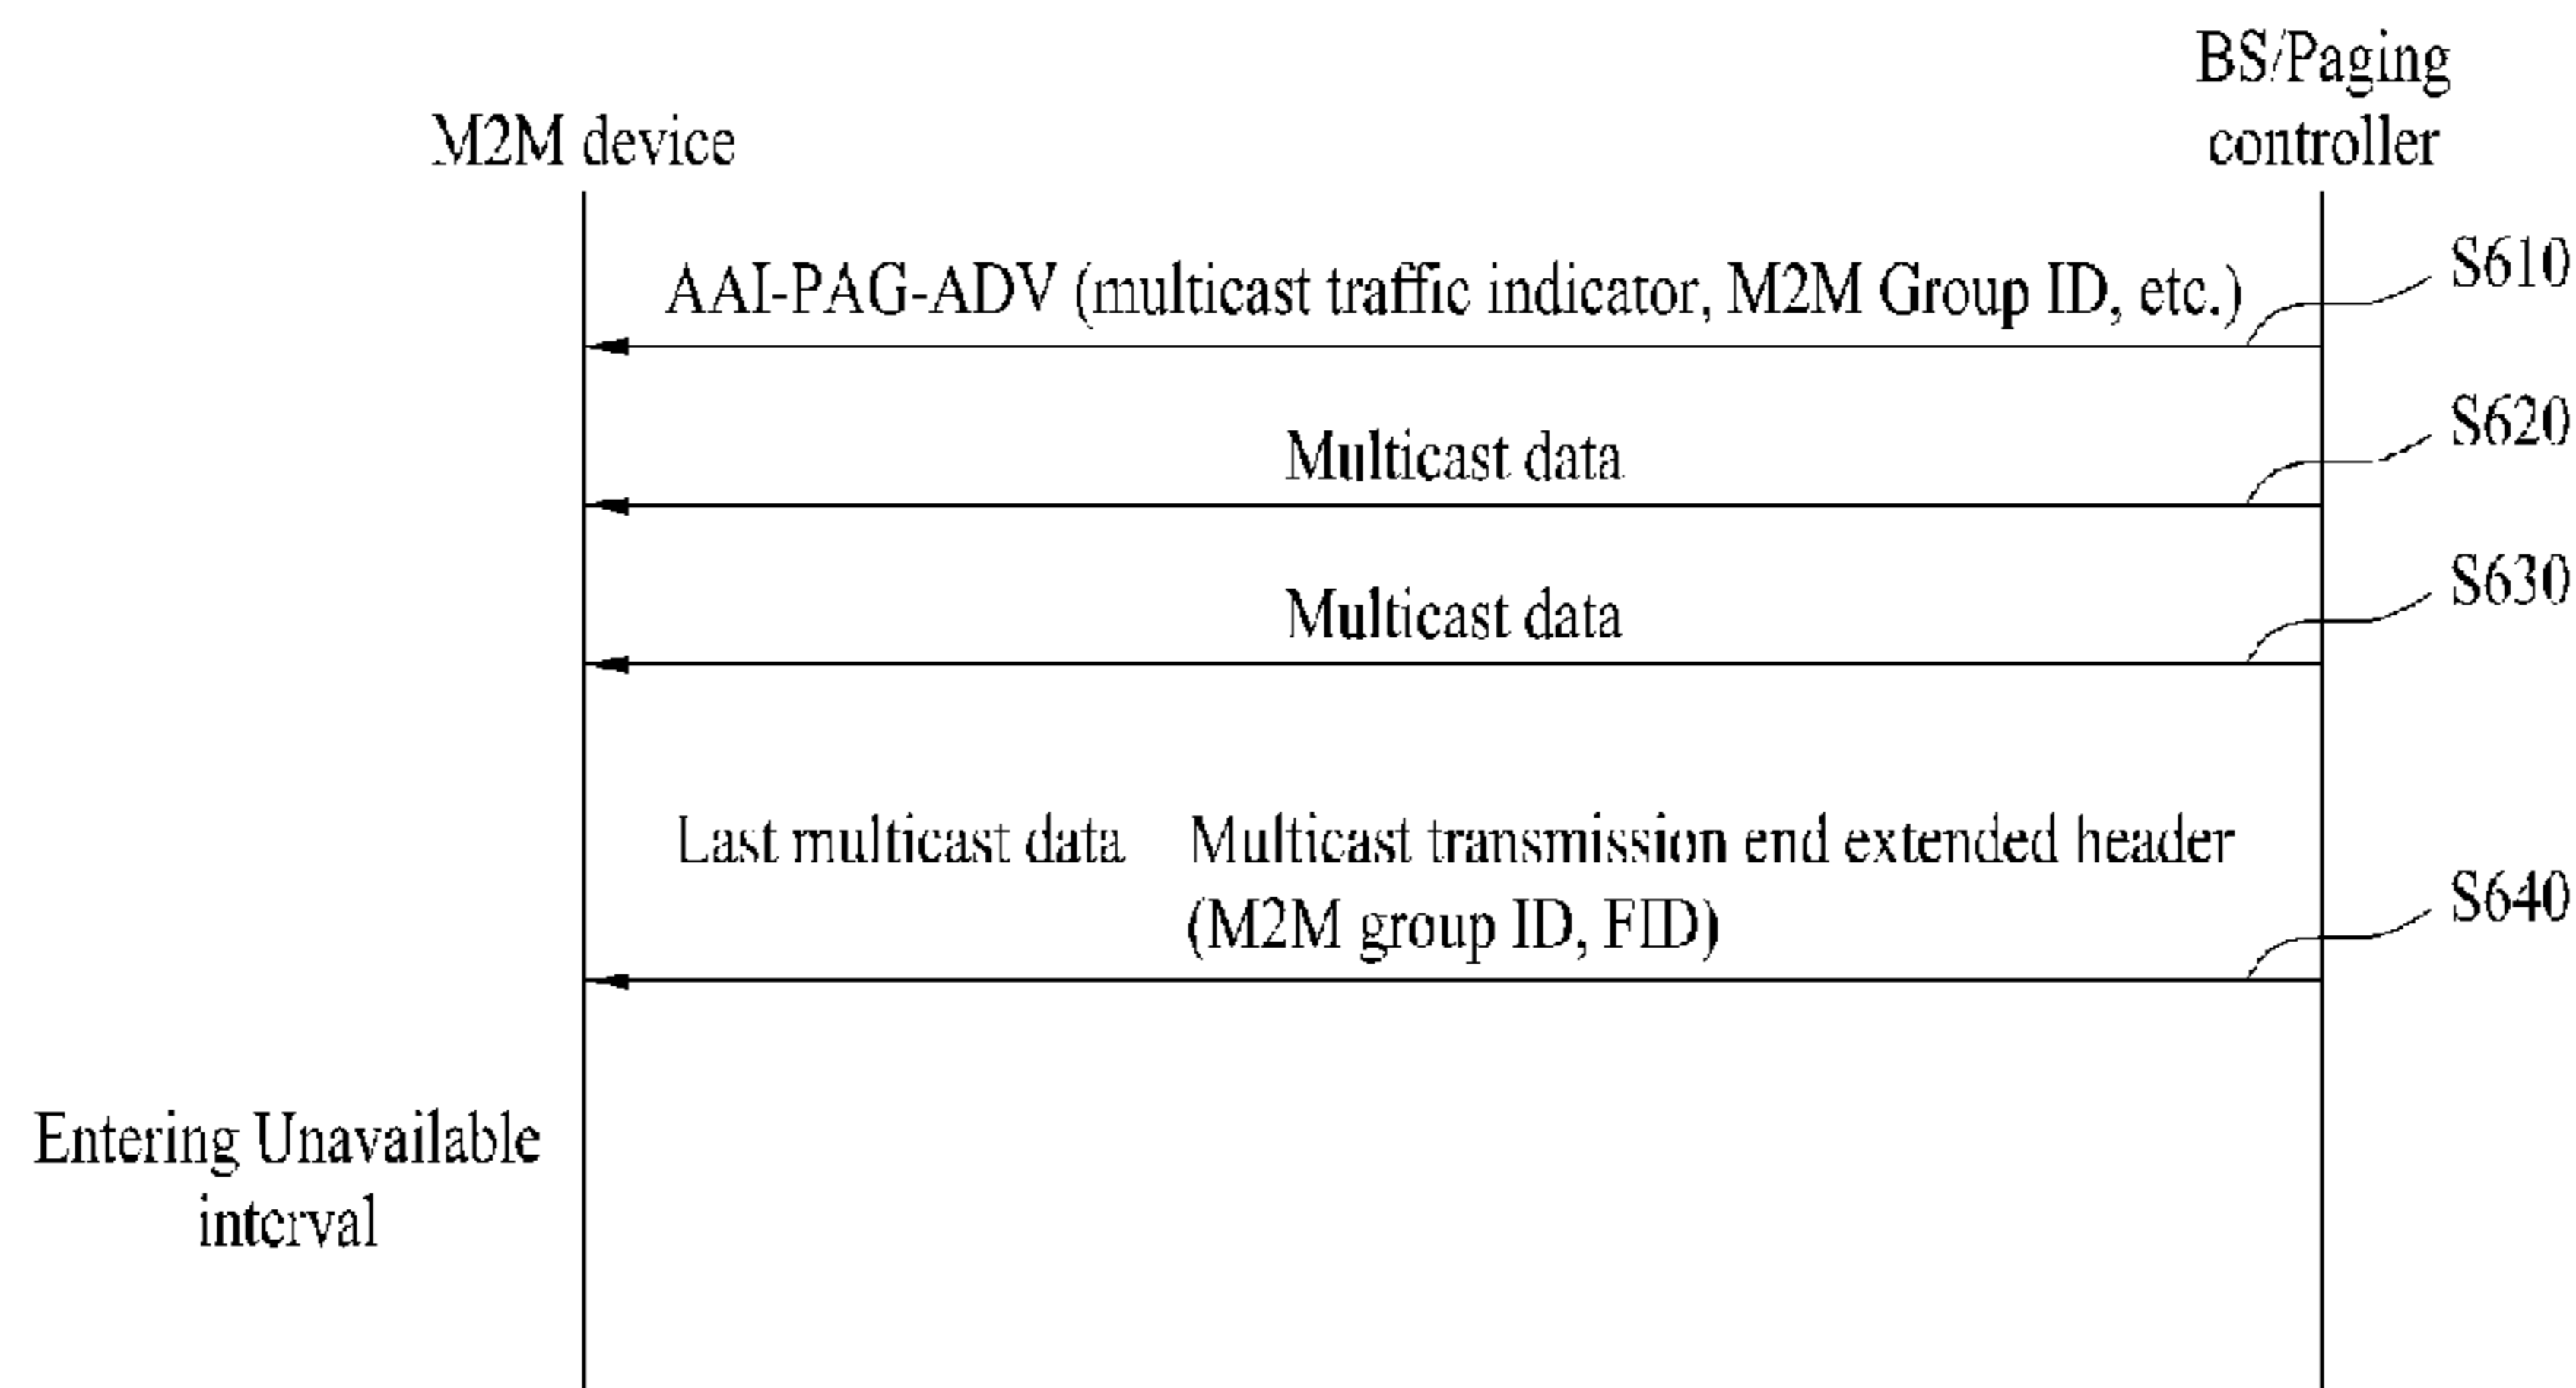 BS/Paging
controller
M2M device
AAI-PAG-ADV (multicast traffic indicator, M2M Group ID, etc.)
S610
Multicast data
S620
Multicast data
S630
Last multicast data Multicast transmission end extended header
(M2M group ID, FID)
S640
Entering Unavailable
interval